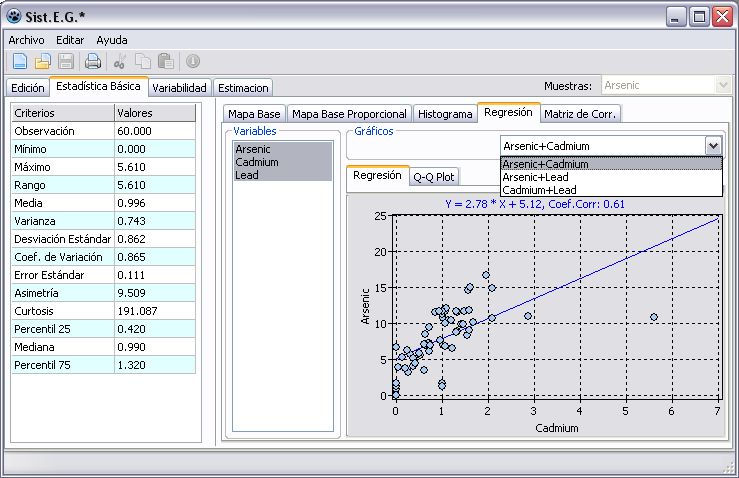 Sist.E.G.*
Archivo Editar Ayuda
Edición Estadística Básica Variabilidad Estimacion
Muestras: Arsenic
Criterios Valores
Observación 60.000
Mínimo 0.000
Máximo 5.610
Rango 5.610
Media 0.996
Varianza 0.743
Desviación Estándar 0.862
Coef. de Variación 0.865
Error Estándar 0.111
Asimetría 9.509
Curtosis 191.087
Percentil 25 0.420
Mediana 0.990
Percentil 75 1.320
Mapa Base Mapa Base Proporcional Histograma Regresión Matriz de Corr.
Variables
Arsenic
Cadmium
Lead
Gráficos
Arsenic+Cadmium
Arsenic+Cadmium
Arsenic+Lead
Cadmium+Lead
Regresión Q-Q Plot
Y = 2.78 * X + 5.12, Coef.Corr: 0.61
25
20
15
10
5
0
Arsenic
0 1 2 3 4 5 6 7
Cadmium